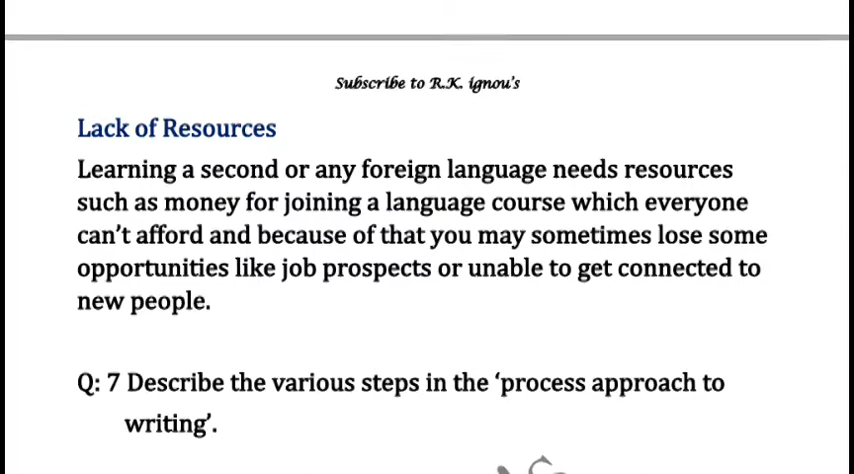 Subscribe to R.K. ignou's
Lack of Resources
Learning a second or any foreign language needs resources
such as money for joining a language course which everyone
can't afford and because of that you may sometimes lose some
opportunities like job prospects or unable to get connected to
new people.
Q: 7 Describe the various steps in the ‘process approach to
writing’.